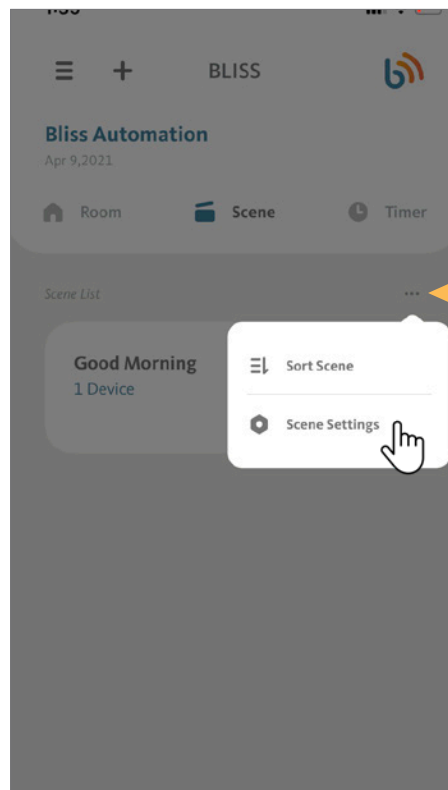 BLISS
Bliss Automation
Apr 9,2021
Room Scene Timer
Scene List
Good Morning
1 Device
Sort Scene
Scene Settings